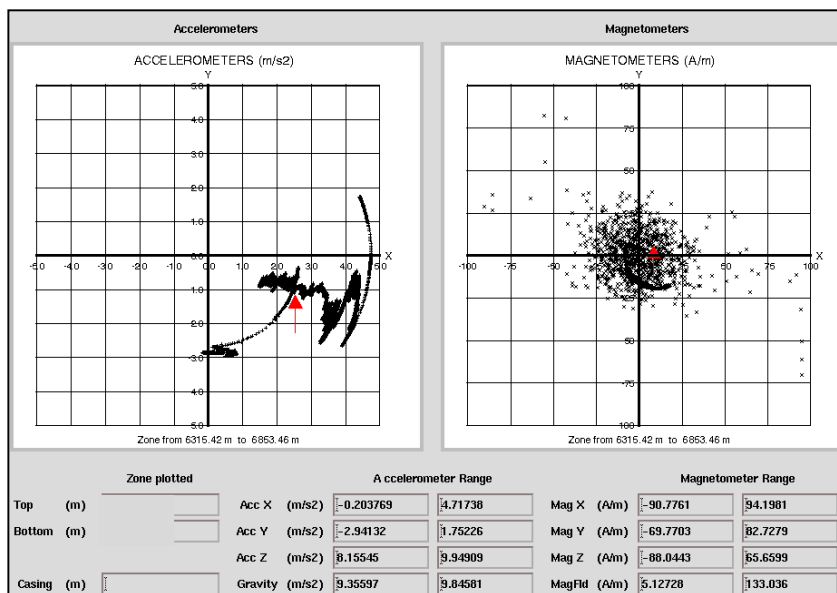 Accelerometers
Magnetometers
ACCELEROMETERS (m/s2)
Y
5.0
4.0
3.0
2.0
1.0
0.0
X
-5.0 -4.0 -3.0 -2.0 -1.0 0.0 1.0 2.0 3.0 4.0 5.0
1.0
2.0
3.0
4.0
5.0
Zone from 6315.42 m to 6853.46 m
MAGNETOMETERS (A/m)
Y
100
75
50
25
X
-100 -75 -50 -25 25 50 75 100
25
50
-75
100
Zone from 6315.42 m to 6853.46 m
Zone plotted
Accelerometer Range
Magnetometer Range
Top (m) Acc X (m/s2) -0.203769 4.71738 Mag X (A/m) -90.7761 94.1981
Bottom (m) Acc Y (m/s2) -2.94132 1.75226 Mag Y (A/m) -69.7703 82.7279
Acc Z (m/s2) 8.15545 9.94909 Mag Z (A/m) -88.0443 65.6599
Casing (m) Gravity (m/s2) 9.35597 9.84581 MagFld (A/m) 5.12728 133.036